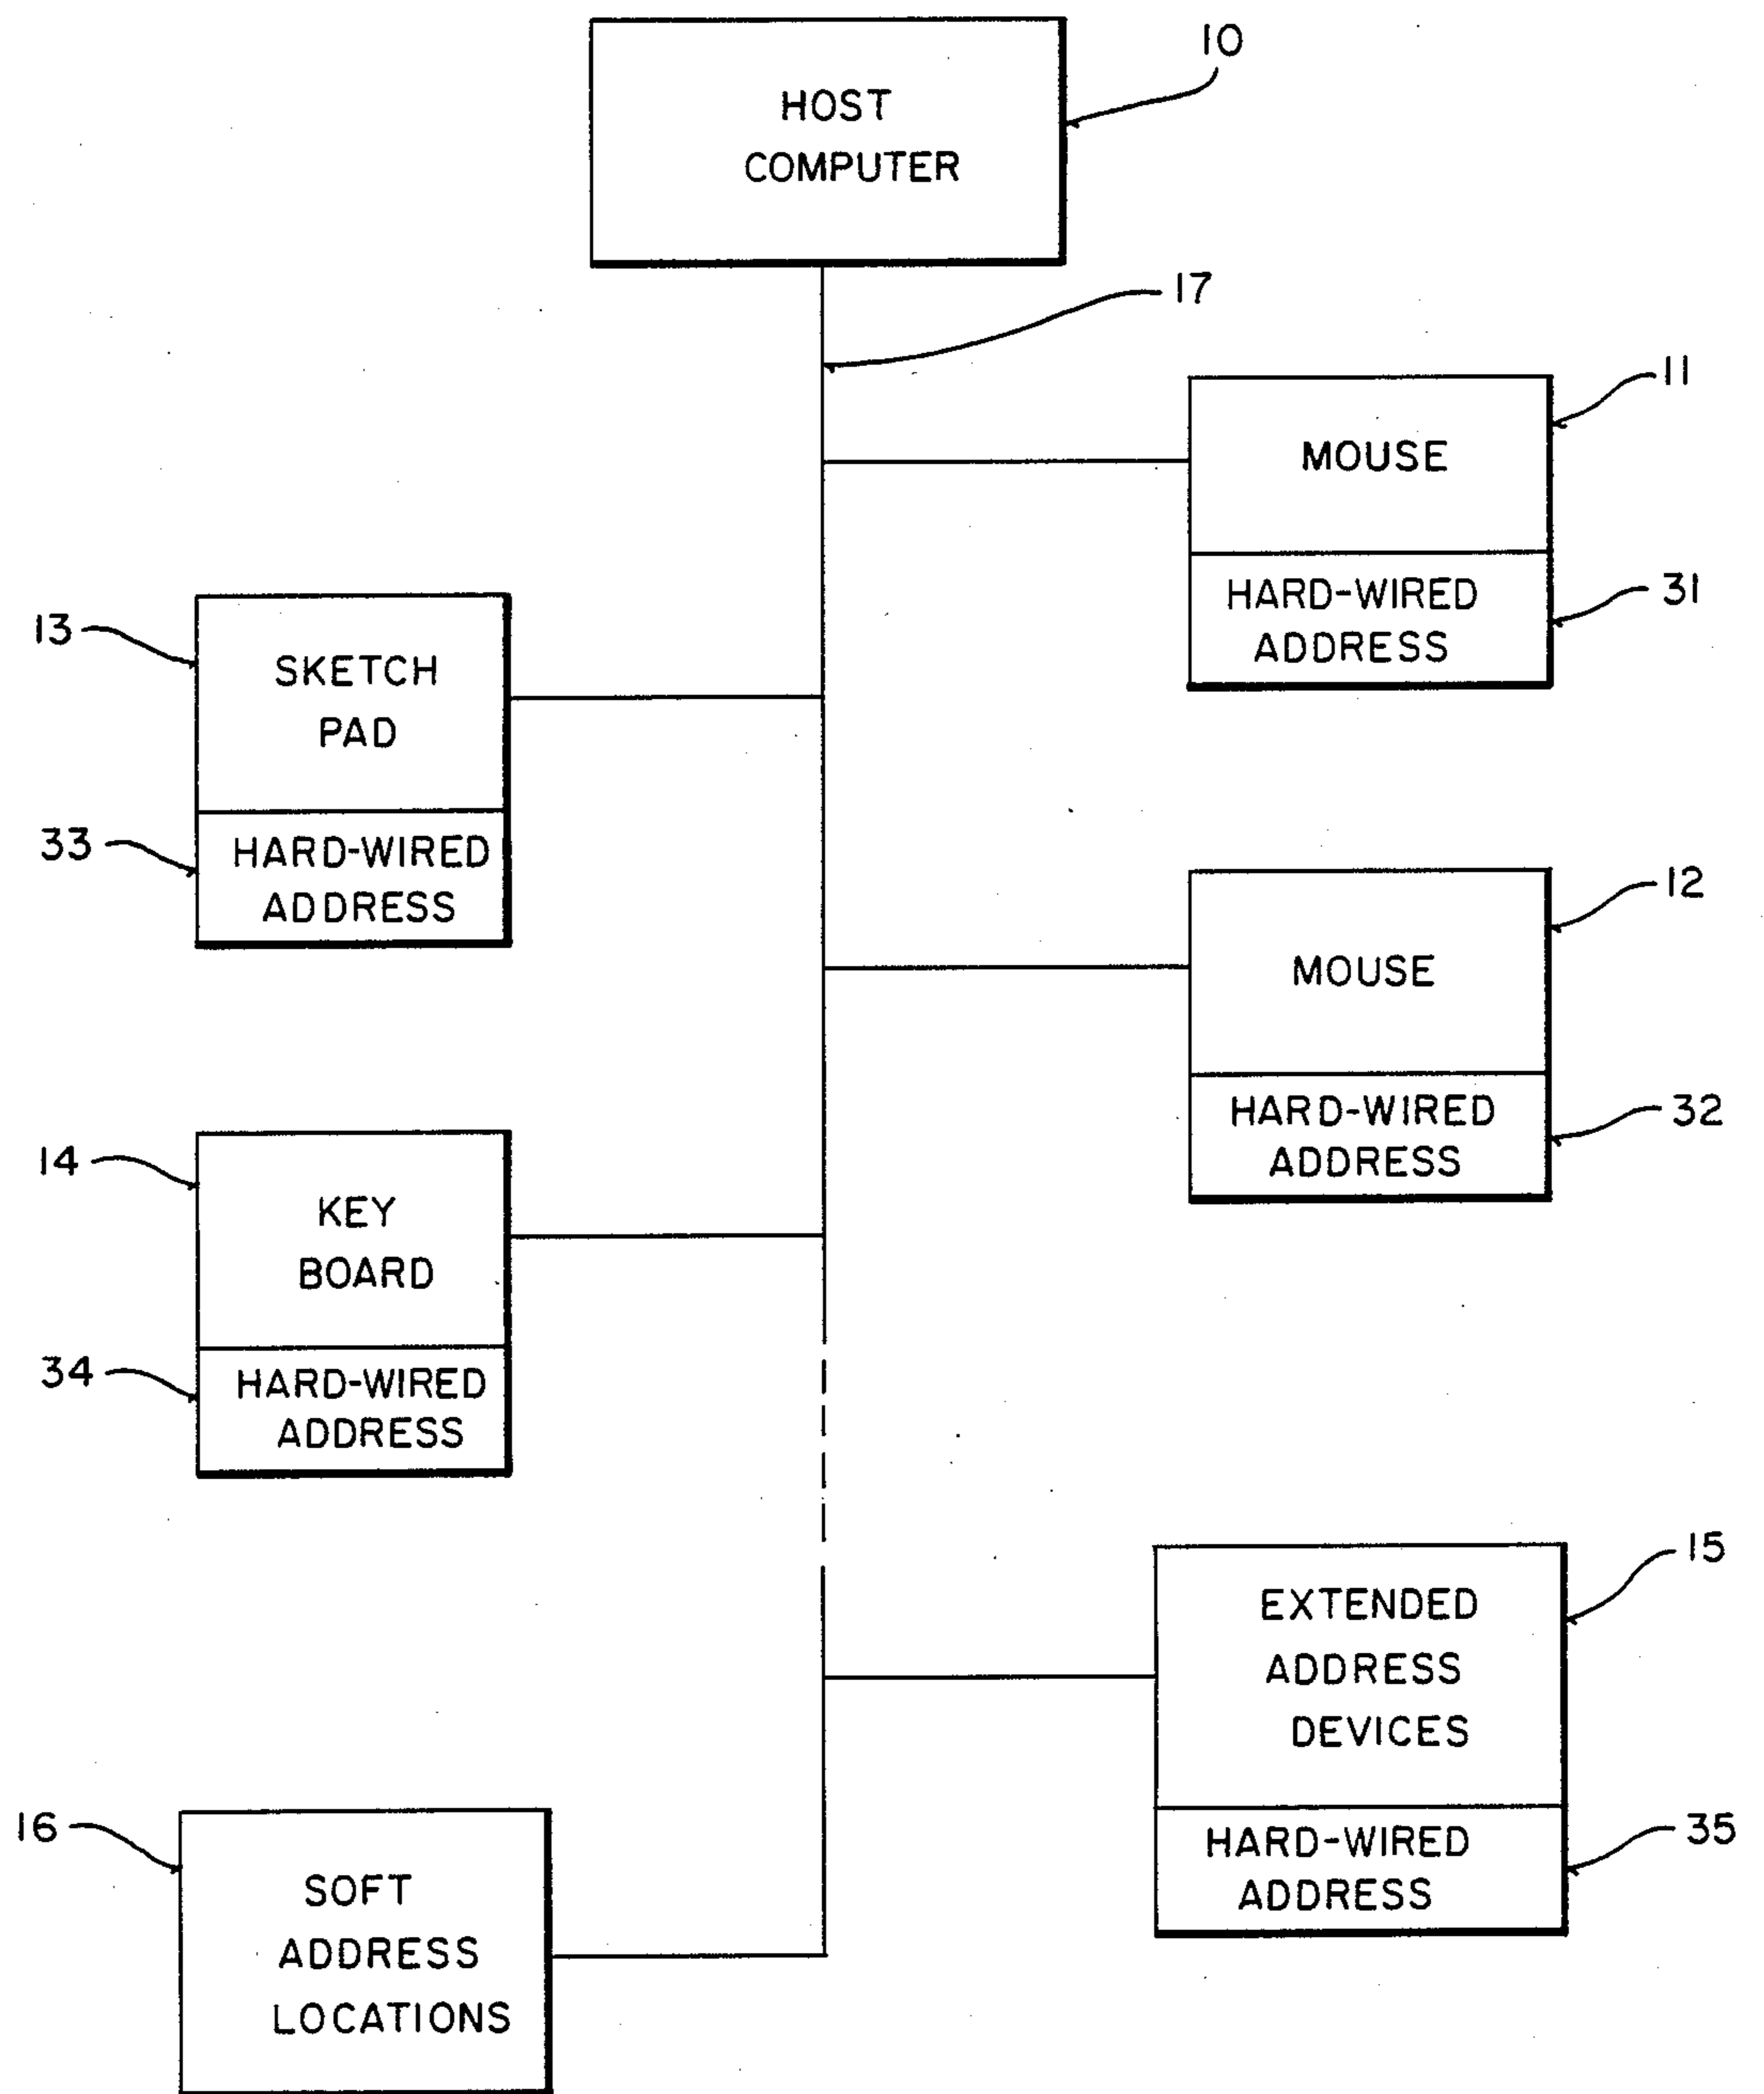 HOST
COMPUTER
10
17
MOUSE
11
HARD-WIRED
ADDRESS
31
13
SKETCH
PAD
33
HARD-WIRED
ADDRESS
MOUSE
12
HARD-WIRED
ADDRESS
32
14
KEY
BOARD
34
HARD-WIRED
ADDRESS
EXTENDED
ADDRESS
DEVICES
15
HARD-WIRED
ADDRESS
35
16
SOFT
ADDRESS
LOCATIONS